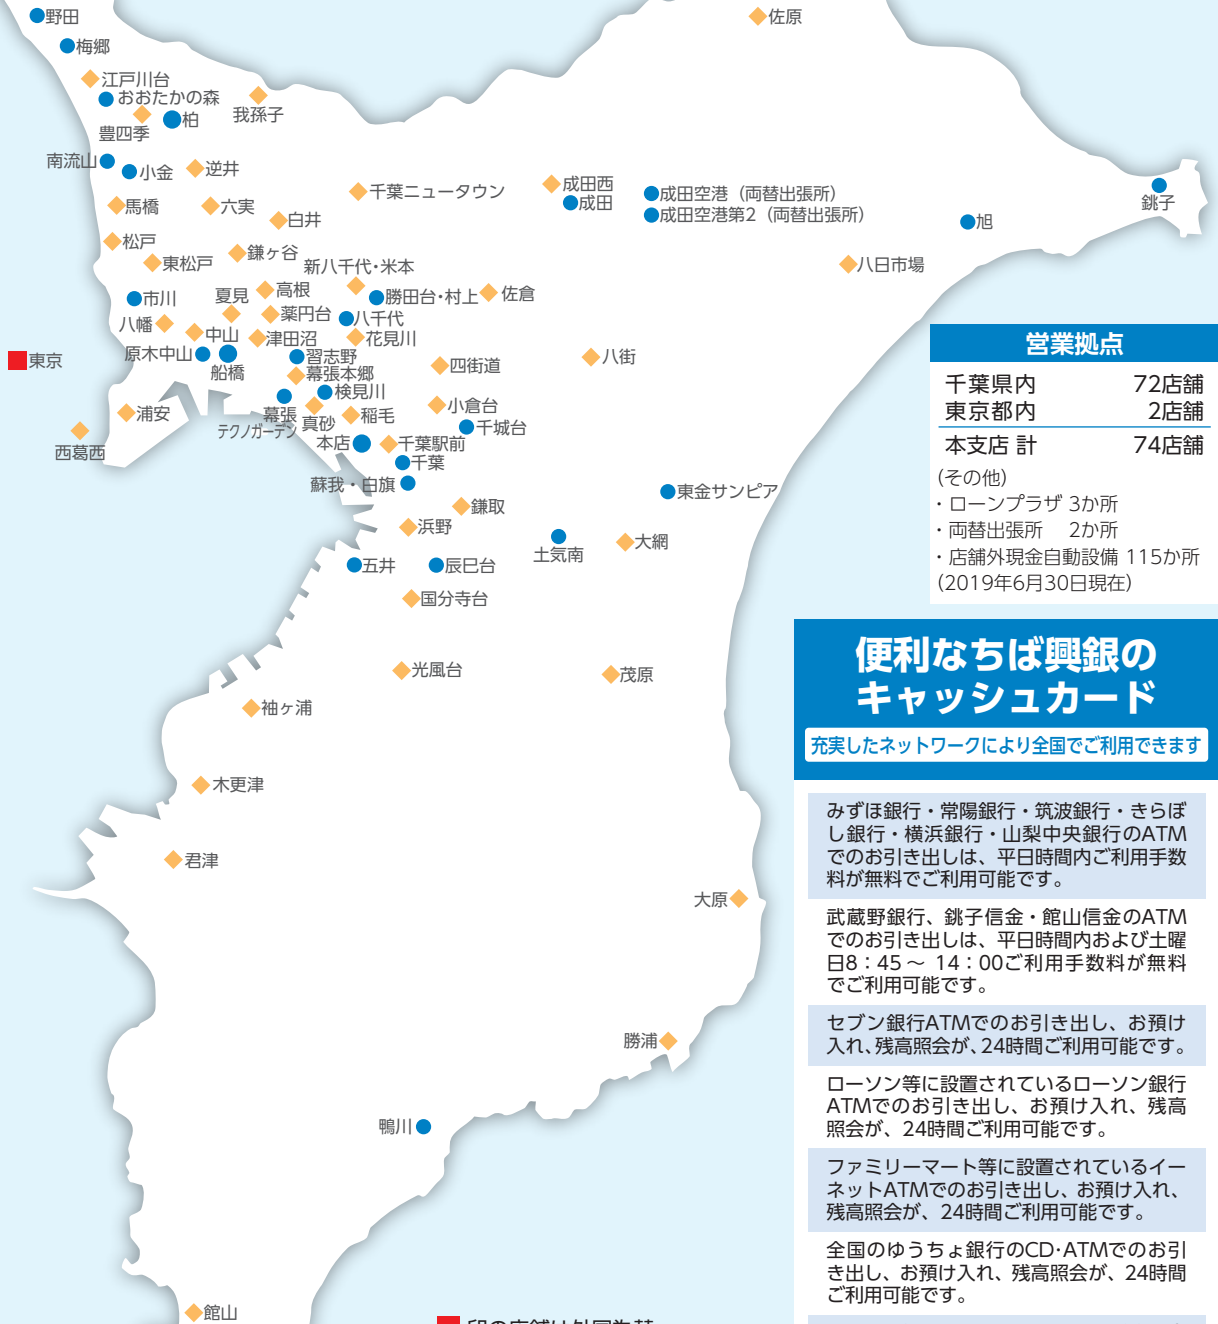 野田
佐原
梅郷
江戸川台
おおたかの森
我孫子
豊四季
柏
南流山
小金
逆井
馬橋
六実
白井
千葉ニュータウン
成田西
成田
成田空港（両替出張所）
成田空港第2（両替出張所）
銚子
旭
松戸
東松戸
鎌ヶ谷
新八千代・米本
八日市場
市川
夏見
高根
勝田台・村上
佐倉
八幡
中山
薬円台
八千代
津田沼
花見川
原木中山
船橋
習志野
東京
幕張本郷
四街道
八街
検見川
浦安
幕張
テクノガーデン
真砂
稲毛
小倉台
千城台
西葛西
本店
千葉駅前
千葉
蘇我・白旗
東金サンピア
鎌取
浜野
土気南
大網
五井
辰巳台
国分寺台
光風台
茂原
袖ヶ浦
木更津
君津
大原
勝浦
鴨川
館山
営業拠点
千葉県内 72店舗
東京都内 2店舗
本支店 計 74店舗
(その他)
・ローンプラザ 3か所
・両替出張所 2か所
・店舗外現金自動設備 115か所
(2019年6月30日現在)
便利なちば興銀の
キャッシュカード
充実したネットワークにより全国でご利用できます
みずほ銀行・常陽銀行・筑波銀行・きらぼ
し銀行・横浜銀行・山梨中央銀行のATM
でのお引き出しは、平日時間内ご利用手数
料が無料でご利用可能です。
武蔵野銀行、銚子信金・館山信金のATM
でのお引き出しは、平日時間内および土曜
日8：45～ 14：00ご利用手数料が無料
でご利用可能です。
セブン銀行ATMでのお引き出し、お預け
入れ、残高照会が、24時間ご利用可能です。
ローソン等に設置されているローソン銀行
ATMでのお引き出し、お預け入れ、残高
照会が、24時間ご利用可能です。
ファミリーマート等に設置されているイー
ネットATMでのお引き出し、お預け入れ、
残高照会が、24時間ご利用可能です。
全国のゆうちょ銀行のCD・ATMでのお引
き出し、お預け入れ、残高照会が、24時間
ご利用可能です。
印の店舗は外国為替